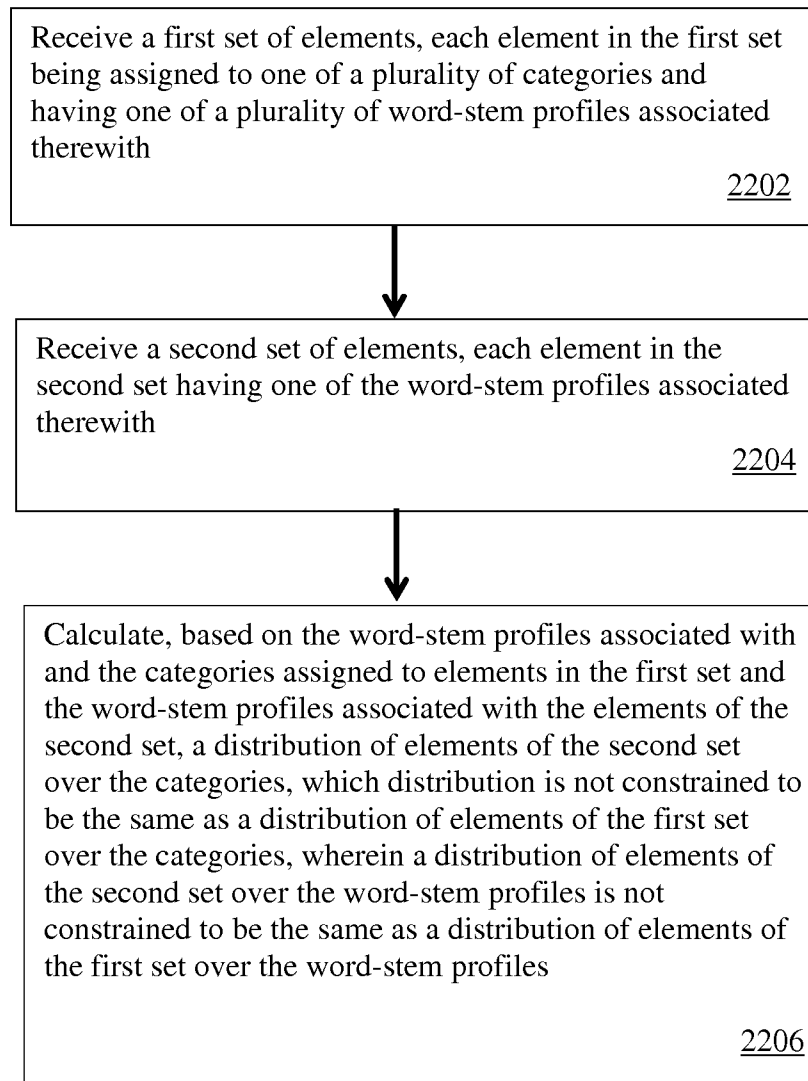 Receive a first set of elements, each element in the first set
being assigned to one of a plurality of categories and
having one of a plurality of word-stem profiles associated
therewith
2202
Receive a second set of elements, each element in the
second set having one of the word-stem profiles associated
therewith
2204
Calculate, based on the word-stem profiles associated with
and the categories assigned to elements in the first set and
the word-stem profiles associated with the elements of the
second set, a distribution of elements of the second set
over the categories, which distribution is not constrained to
be the same as a distribution of elements of the first set
over the categories, wherein a distribution of elements of
the second set over the word-stem profiles is not
constrained to be the same as a distribution of elements of
the first set over the word-stem profiles
2206